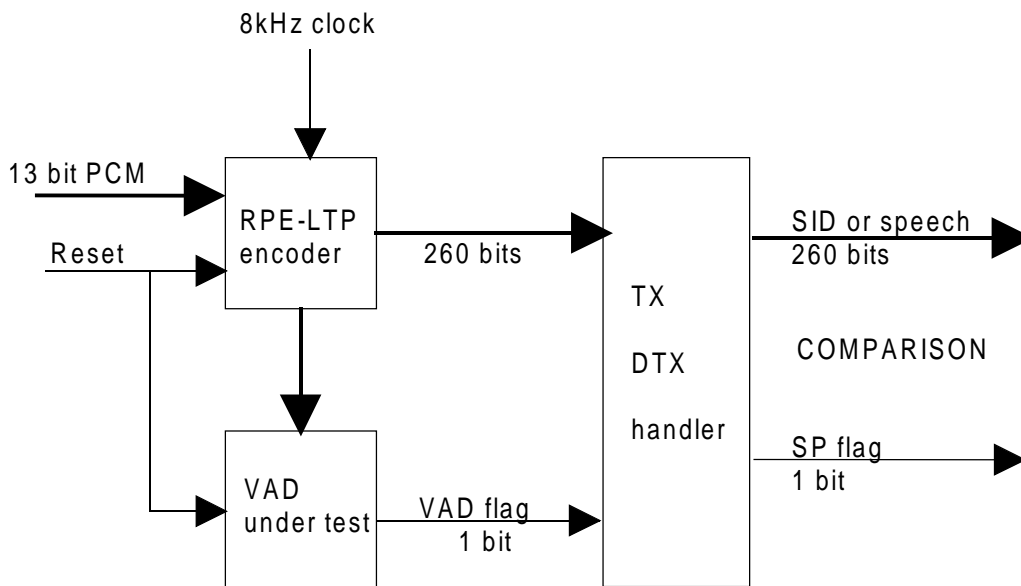 8kHz clock
13 bit PCM
RPE-LTP
encoder
Reset
260 bits
SID or speech
260 bits
TX
DTX
handler
COMPARISON
VAD
under test
VAD flag
1 bit
SP flag
1 bit